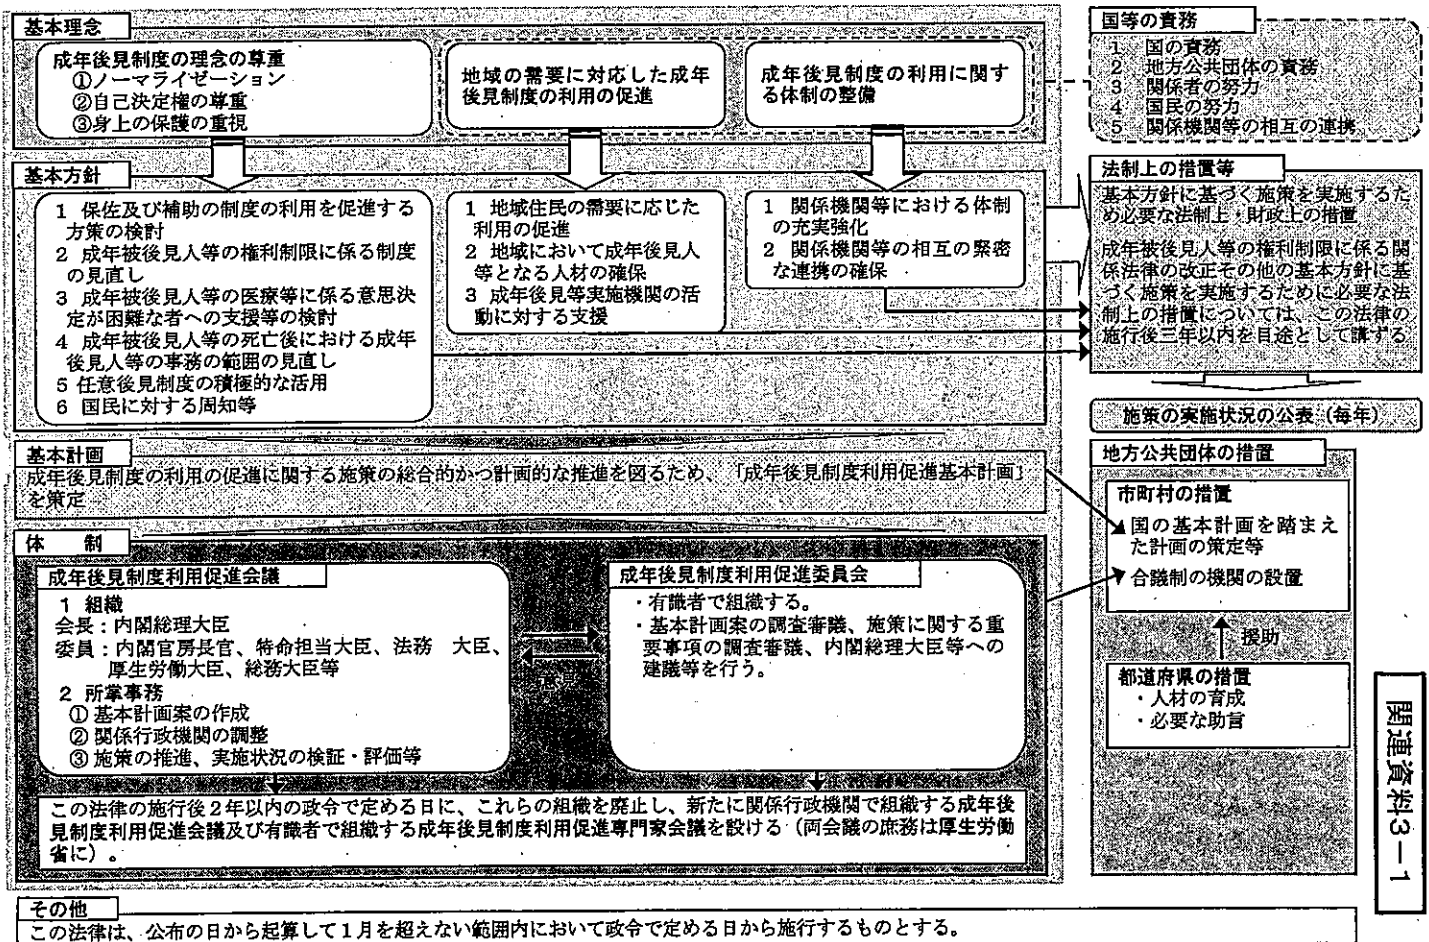 基本理念
成年後見制度の理念の尊重
①ノーマライゼーション
②自己決定権の尊重
③身上の保護の重視
地域の需要に対応した成年
後見制度の利用の促進
成年後見制度の利用に関す
る体制の整備
国等の責務
1 国の責務
2 地方公共団体の責務
3 関係者の努力
4 国民の努力
5 関係機関等の相互の連携
基本方針
1 保佐及び補助の制度の利用を促進する
方策の検討
2 成年被後見人等の権利制限に係る制度
の見直し
3 成年被後見人等の医療等に係る意思決
定が困難な者への支援等の検討
4 成年被後見人等の死亡後における成年
後見人等の事務の範囲の見直し
5 任意後見制度の積極的な活用
6 国民に対する周知等
1 地域住民の需要に応じた
利用の促進
2 地域において成年後見人
等となる人材の確保
3 成年後見等実施機関の活
動に対する支援
1 関係機関等における体制
の充実強化
2 関係機関等の相互の緊密
な連携の確保
法制上の措置等
基本方針に基づく施策を実施するた
め必要な法制上・財政上の措置
成年被後見人等の権利制限に係る関
係法律の改正その他の基本方針に基
づく施策を実施するために必要な法
制上の措置については、この法律の
施行後三年以内を目途として講ずる
施策の実施状況の公表（毎年）
基本計画
成年後見制度の利用の促進に関する施策の総合的かつ計画的な推進を図るため、「成年後見制度利用促進基本計画」
を策定
体 制
成年後見制度利用促進会議
1 組織
会長：内閣総理大臣
委員：内閣官房長官、特命担当大臣、法務 大臣、
厚生労働大臣、総務大臣等
2 所掌事務
① 基本計画案の作成
② 関係行政機関の調整
③ 施策の推進、実施状況の検証・評価等
成年後見制度利用促進委員会
・有識者で組織する。
・基本計画案の調査審議、施策に関する重
要事項の調査審議、内閣総理大臣等への
建議等を行う。
この法律の施行後２年以内の政令で定める日に、これらの組織を廃止し、新たに関係行政機関で組織する成年後
見制度利用促進会議及び有識者で組織する成年後見制度利用促進専門家会議を設ける（両会議の庶務は厚生労働
省に）。
地方公共団体の措置
市町村の措置
・国の基本計画を踏まえ
た計画の策定等
・合議制の機関の設置
援助
都道府県の措置
・人材の育成
・必要な助言
関連資料３―１
その他
この法律は、公布の日から起算して１月を超えない範囲内において政令で定める日から施行するものとする。